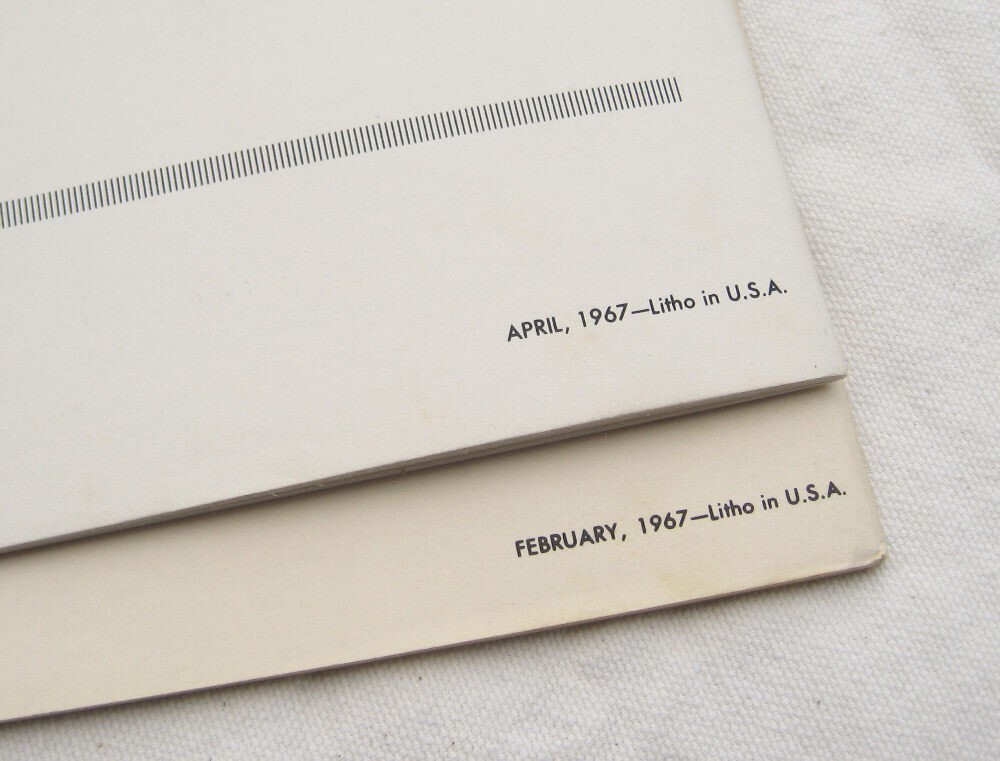 APRIL, 1967—Litho in U.S.A.
FEBRUARY, 1967—Litho in U.S.A.